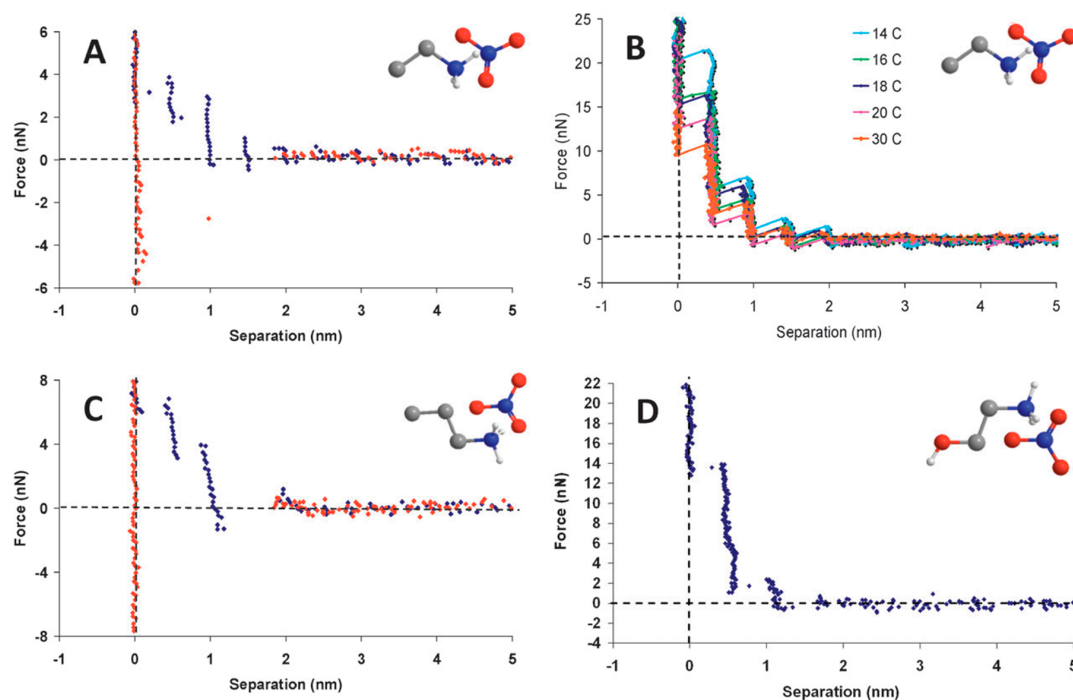 A
6
4
2
0
-2
-4
-6
Force (nN)
-1 0 1 2 3 4 5
Separation (nm)
B
25
20
15
10
5
0
-5
Force (nN)
14 C
16 C
18 C
20 C
30 C
-1 0 1 2 3 4 5
Separation (nm)
C
8
4
0
-4
-8
Force (nN)
-1 0 1 2 3 4 5
Separation (nm)
D
22
20
18
16
14
12
10
8
6
4
2
0
-2
-4
Force (nN)
-1 0 1 2 3 4 5
Separation (nm)